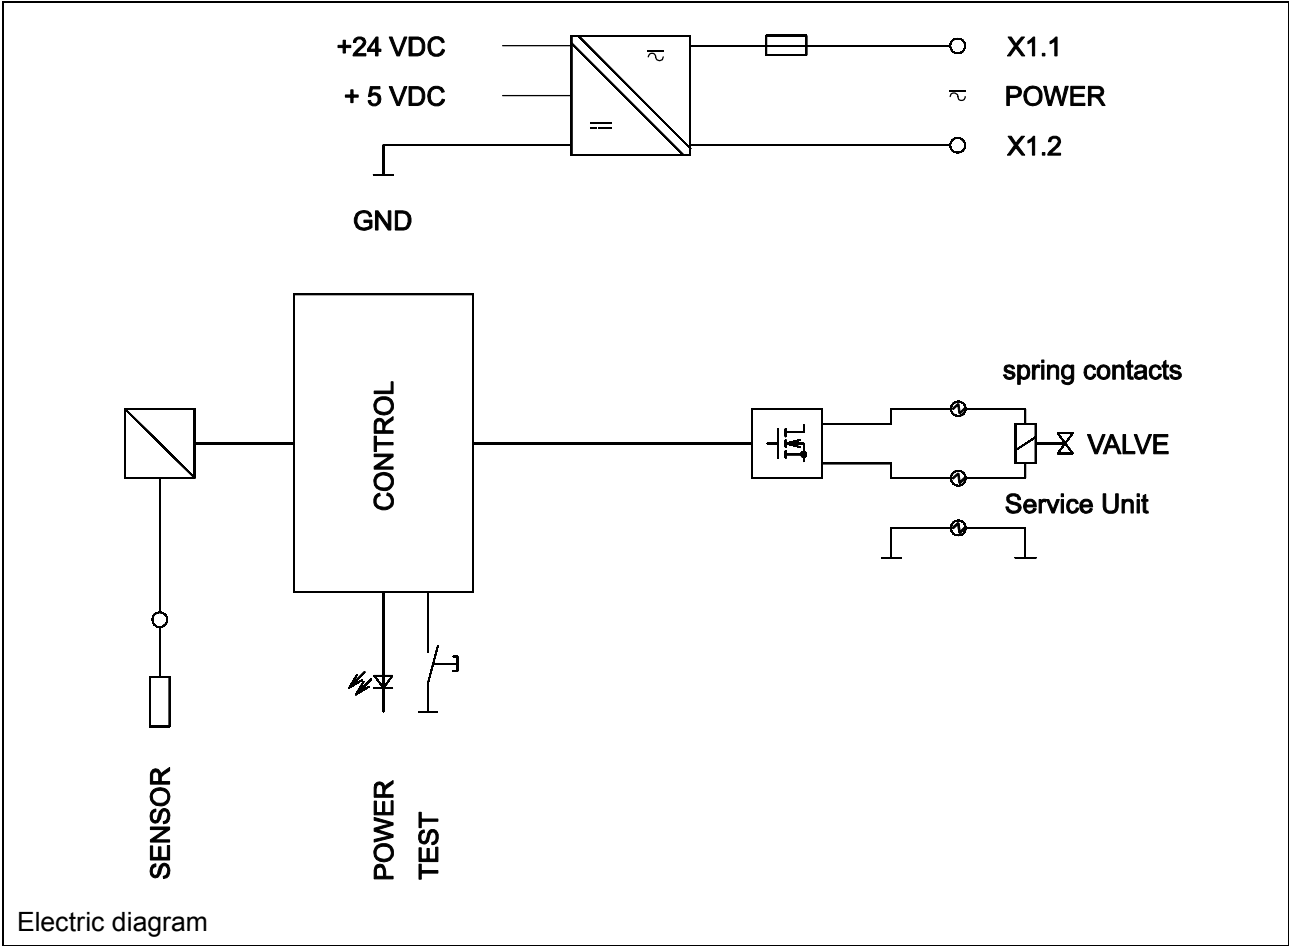 +24 VDC
X1.1
+ 5 VDC
POWER
X1.2
GND
CONTROL
spring contacts
VALVE
Service Unit
SENSOR
POWER
TEST
Electric diagram